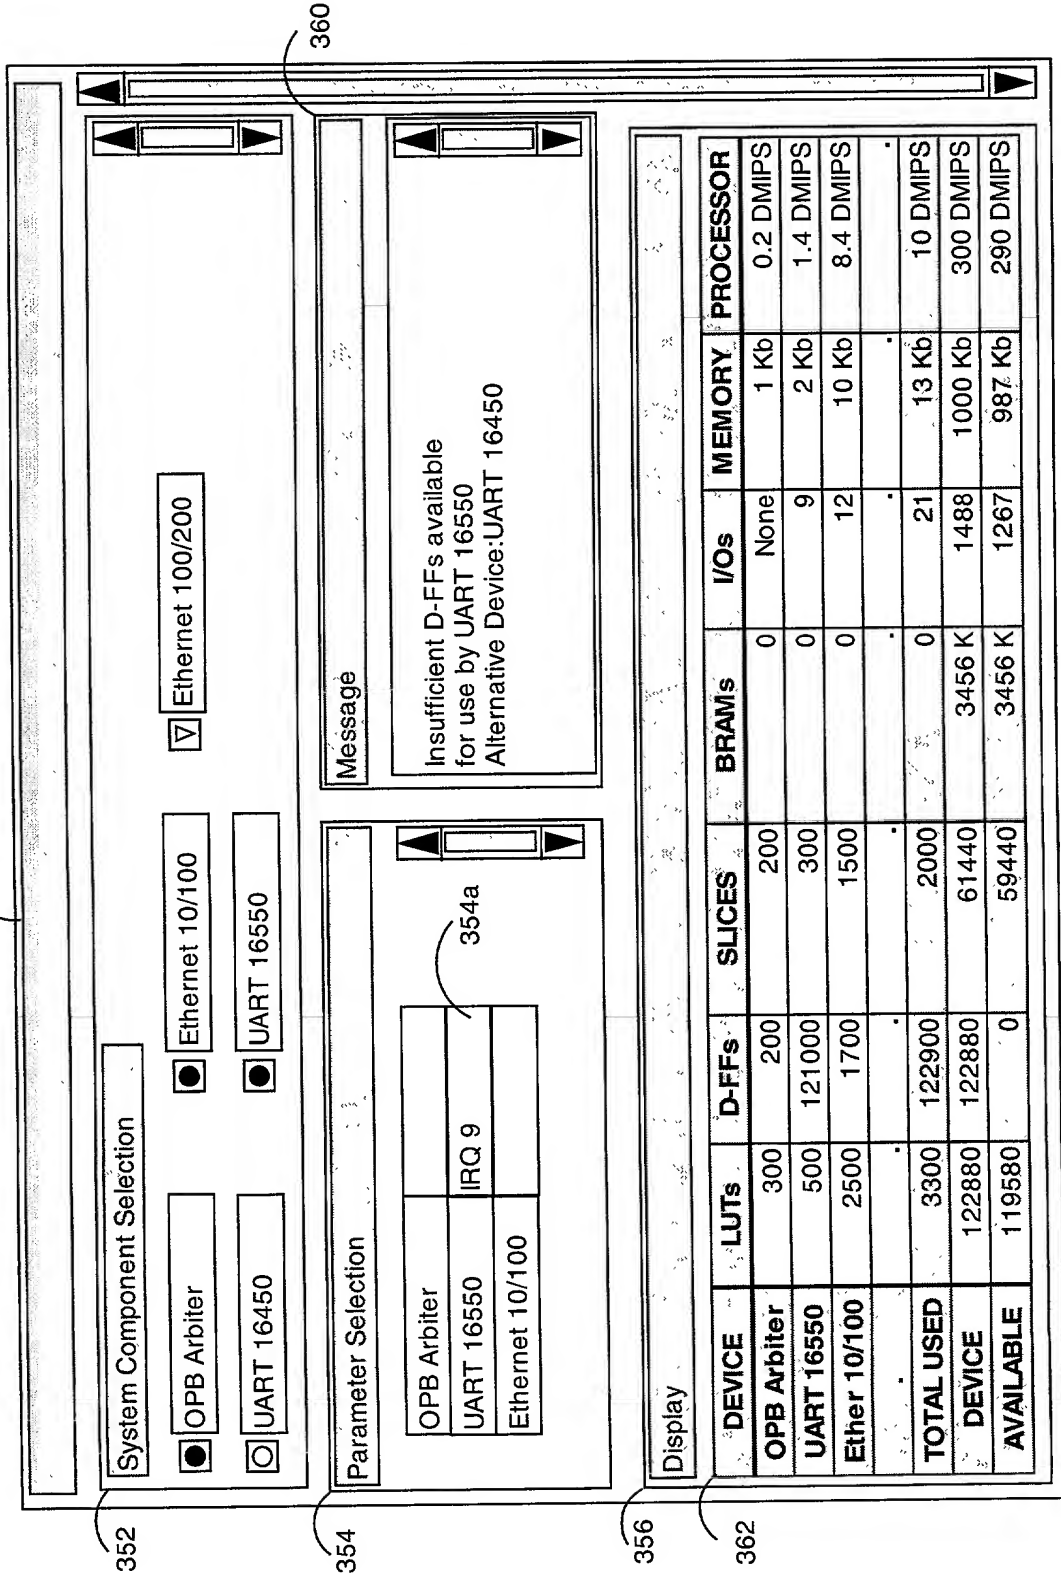 360
352
System Component Selection
OPB Arbiter
Ethernet 10/100
Ethernet 100/200
UART 16450
UART 16550
354
Parameter Selection
OPB Arbiter
UART 16550 IRQ 9
Ethernet 10/100
354a
Message
Insufficient D-FFs available
for use by UART 16550
Alternative Device:UART 16450
356
Display
362
DEVICE LUTs D-FFs SLICES BRAMs I/Os MEMORY PROCESSOR
OPB Arbiter 300 200 200 0 None 1 Kb 0.2 DMIPS
UART 16550 500 121000 300 0 9 2 Kb 1.4 DMIPS
Ether 10/100 2500 1700 1500 0 12 10 Kb 8.4 DMIPS
. . . . . . . .
TOTAL USED 3300 122900 2000 0 21 13 Kb 10 DMIPS
DEVICE 122880 122880 61440 3456 K 1488 1000 Kb 300 DMIPS
AVAILABLE 119580 0 59440 3456 K 1267 987 Kb 290 DMIPS